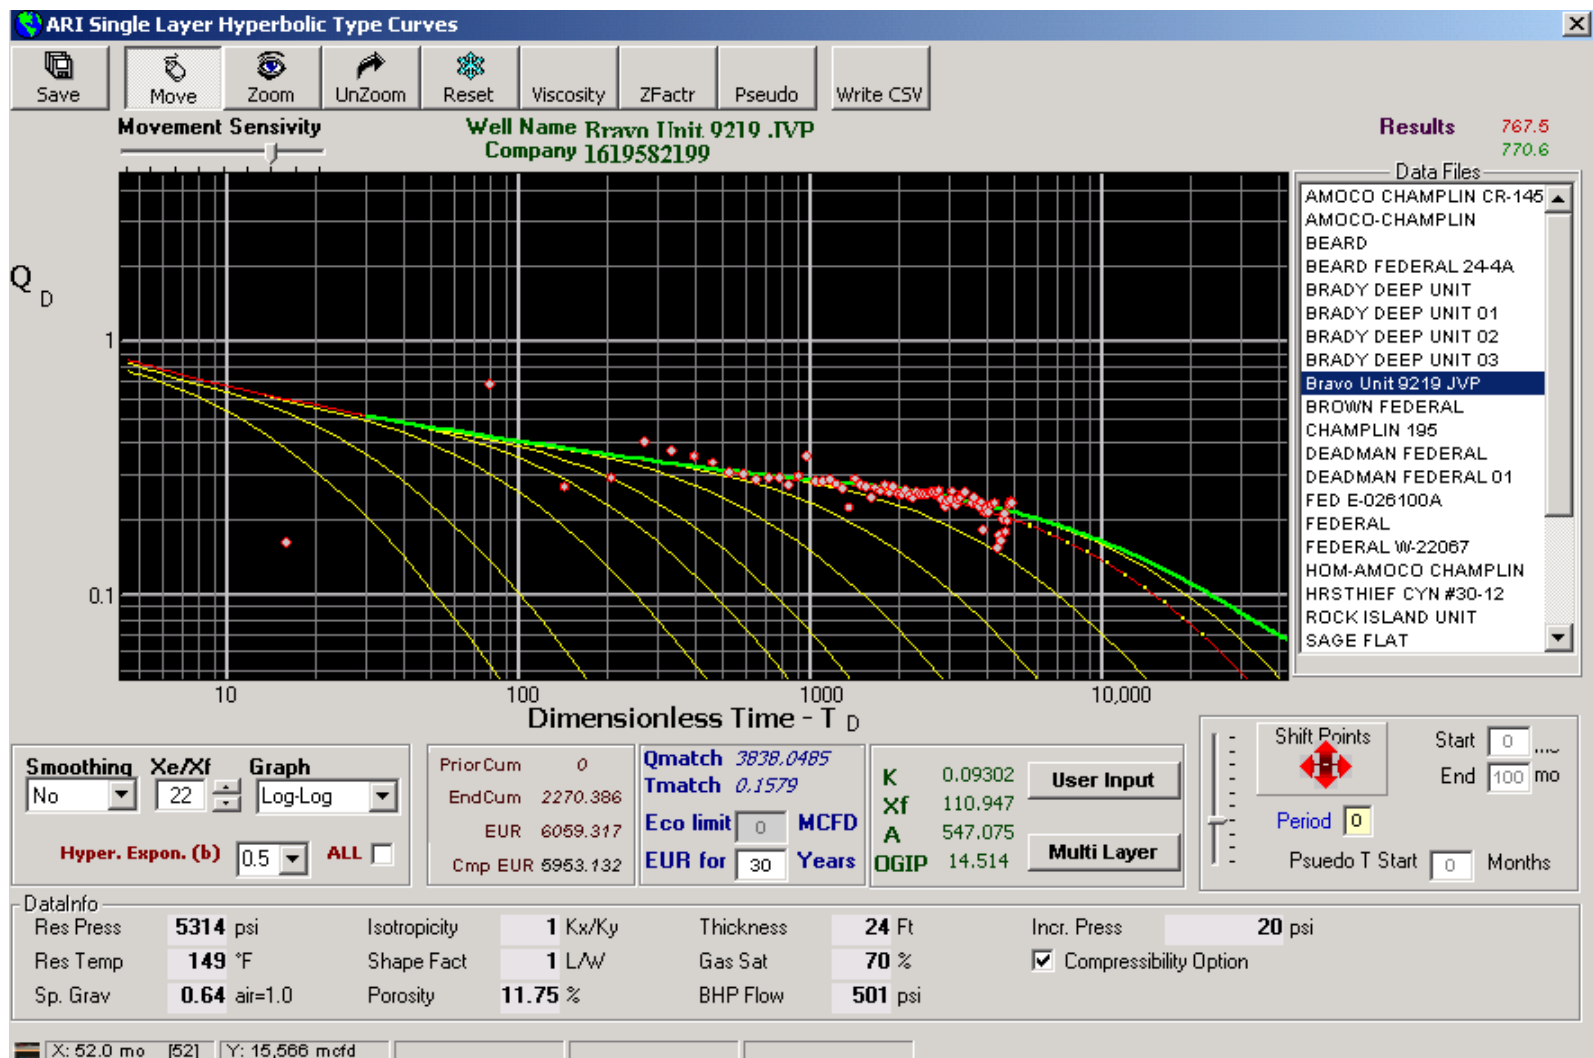 ARI Single Layer Hyperbolic Type Curves
Save Move Zoom UnZoom Reset Viscosity ZFactr Pseudo Write CSV
Movement Sensivity
Well Name Bravo Unit 9219 JVP
Company 1619582199
Results 767.5
770.6
Data Files
AMOCO CHAMPLIN CR-145
AMOCO-CHAMPLIN
BEARD
BEARD FEDERAL 24-4A
BRADY DEEP UNIT
BRADY DEEP UNIT 01
BRADY DEEP UNIT 02
BRADY DEEP UNIT 03
Bravo Unit 9219 JVP
BROWN FEDERAL
CHAMPLIN 195
DEADMAN FEDERAL
DEADMAN FEDERAL 01
FED E-026100A
FEDERAL
FEDERAL W-22067
HOM-AMOCO CHAMPLIN
HRSTHIEF CYN #30-12
ROCK ISLAND UNIT
SAGE FLAT
Q D
1
0.1
10 100 1000 10,000
Dimensionless Time - T D
Smoothing Xe/Xf Graph
No 22 Log-Log
Hyper. Expon. (b) 0.5 ALL
PriorCum 0
EndCum 2270.386
EUR 6059.317
Cmp EUR 5953.132
Qmatch 3838.0485
Tmatch 0.1579
Eco limit 0 MCFD
EUR for 30 Years
K 0.09302
Xf 110.947
A 547.075
OGIP 14.514
User Input
Multi Layer
Shift Points
Start 0
End 100 mo
Period 0
Psuedo T Start 0 Months
DataInfo
Res Press 5314 psi Isotropicity 1 Kx/Ky Thickness 24 Ft Incr. Press 20 psi
Res Temp 149 °F Shape Fact 1 L/W Gas Sat 70 % Compressibility Option
Sp. Grav 0.64 air=1.0 Porosity 11.75 % BHP Flow 501 psi
X: 52.0 mo [52] Y: 15,566 mcfd